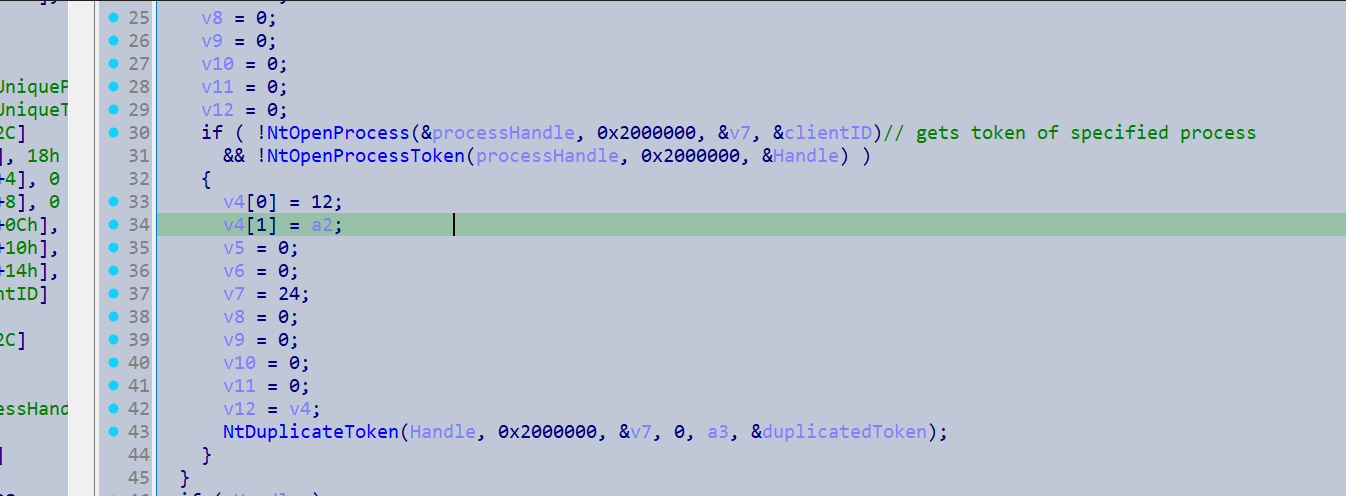 25 v8 = 0;
26 v9 = 0;
27 v10 = 0;
UniqueP 28 v11 = 0;
UniqueT 29 v12 = 0;
2C] 30 if ( !NtOpenProcess(&processHandle, 0x2000000, &v7, &clientID)// gets token of specified process
], 18h 31 && !NtOpenProcessToken(processHandle, 0x2000000, &Handle) )
+4], 0 32 {
+8], 0 33 v4[0] = 12;
+0Ch], 34 v4[1] = a2;
+10h], 35 v5 = 0;
+14h], 36 v6 = 0;
ntID] 37 v7 = 24;
38 v8 = 0;
2C] 39 v9 = 0;
40 v10 = 0;
41 v11 = 0;
essHand 42 v12 = v4;
43 NtDuplicateToken(Handle, 0x2000000, &v7, 0, a3, &duplicatedToken);
] 44 }
45 }